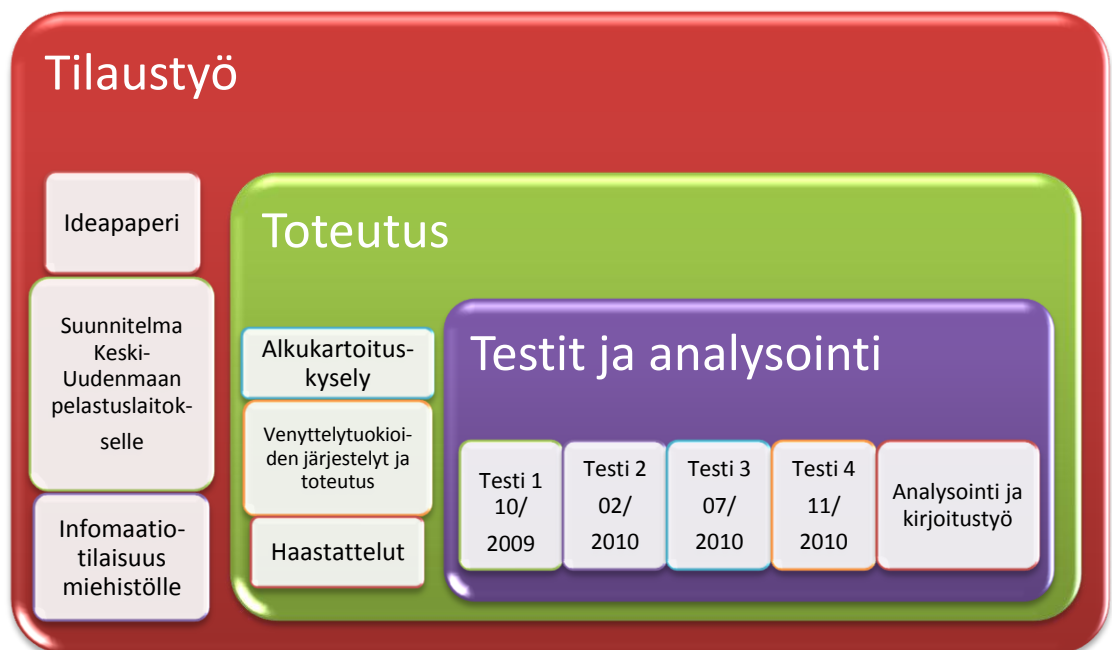 Tilaustyö
Ideapaperi
Suunnitelma
Keski-
Uudenmaan
pelastuslaitok-
selle
Infomaatio-
tilaisuus
miehistölle
Toteutus
Alkukartoitus-
kysely
Venyttelytuokioi-
den järjestelyt ja
toteutus
Haastattelut
Testit ja analysointi
Testi 1
10/
2009
Testi 2
02/
2010
Testi 3
07/
2010
Testi 4
11/
2010
Analysointi ja
kirjoitustyö